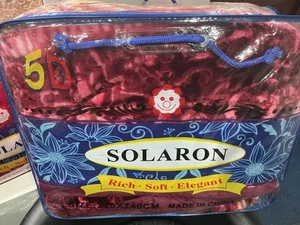 5D
SOLARON
Rich · Soft · Elegant
MADE IN